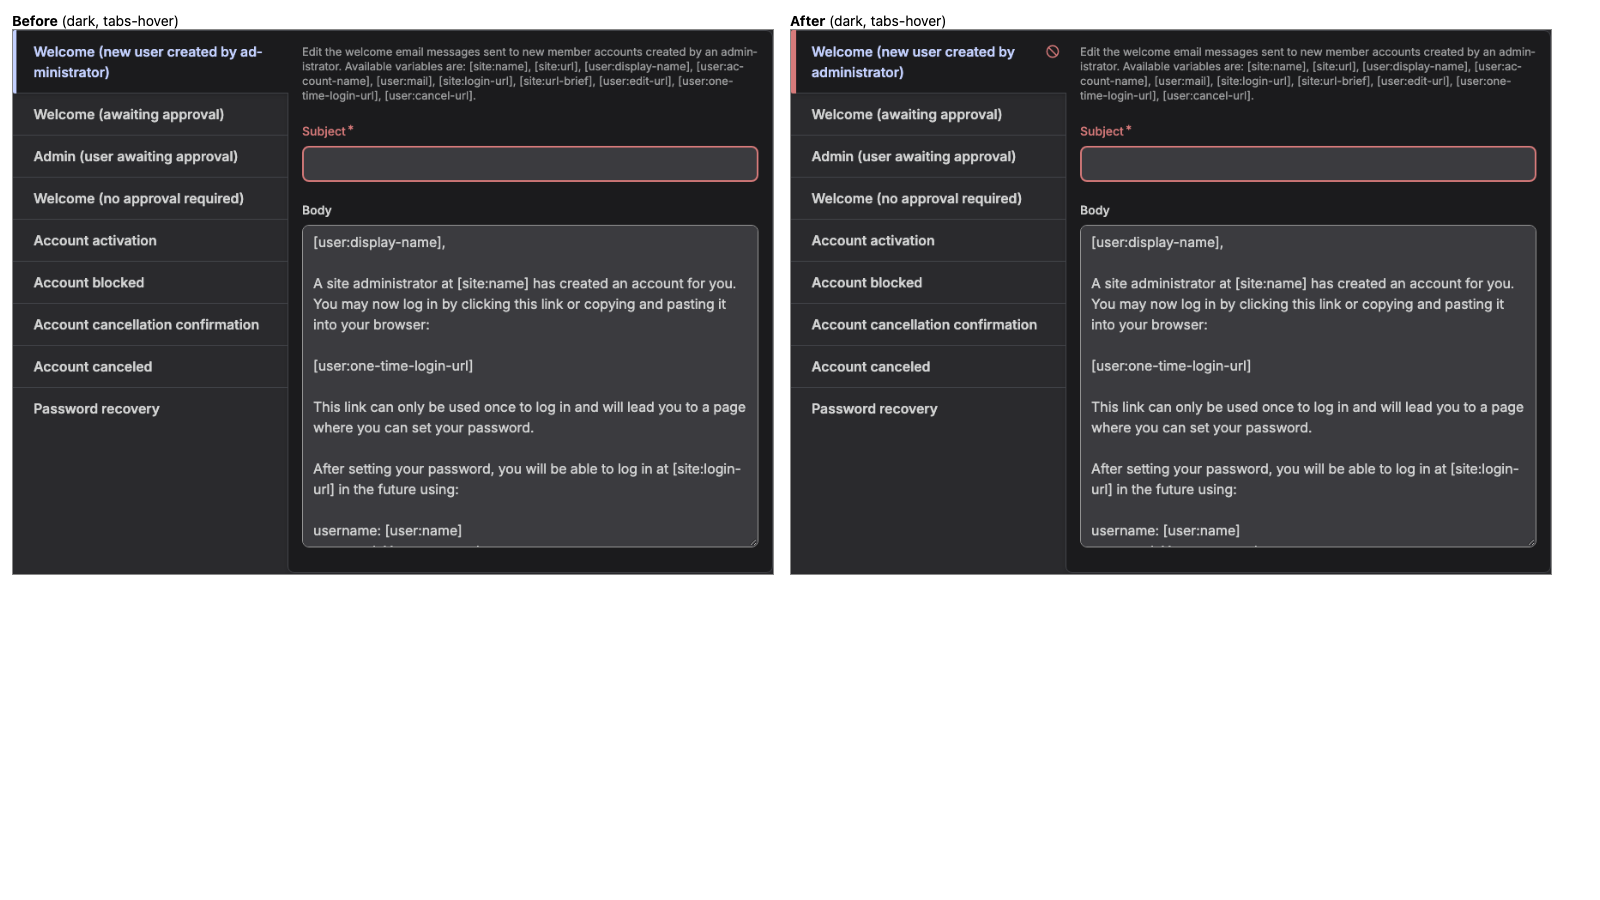 Before (dark, tabs-hover)
Welcome (new user created by ad-
ministrator)
Welcome (awaiting approval)
Admin (user awaiting approval)
Welcome (no approval required)
Account activation
Account blocked
Account cancellation confirmation
Account canceled
Password recovery
Edit the welcome email messages sent to new member accounts created by an admin-
istrator. Available variables are: [site:name], [site:url], [user:display-name], [user:ac-
count-name], [user:mail], [site:login-url], [site:url-brief], [user:edit-url], [user:one-
time-login-url], [user:cancel-url].
Subject*
Body
[user:display-name],
A site administrator at [site:name] has created an account for you.
You may now log in by clicking this link or copying and pasting it
into your browser:
[user:one-time-login-url]
This link can only be used once to log in and will lead you to a page
where you can set your password.
After setting your password, you will be able to log in at [site:login-
url] in the future using:
username: [user:name]
After (dark, tabs-hover)
Welcome (new user created by
administrator)
Welcome (awaiting approval)
Admin (user awaiting approval)
Welcome (no approval required)
Account activation
Account blocked
Account cancellation confirmation
Account canceled
Password recovery
Edit the welcome email messages sent to new member accounts created by an admin-
istrator. Available variables are: [site:name], [site:url], [user:display-name], [user:ac-
count-name], [user:mail], [site:login-url], [site:url-brief], [user:edit-url], [user:one-
time-login-url], [user:cancel-url].
Subject*
Body
[user:display-name],
A site administrator at [site:name] has created an account for you.
You may now log in by clicking this link or copying and pasting it
into your browser:
[user:one-time-login-url]
This link can only be used once to log in and will lead you to a page
where you can set your password.
After setting your password, you will be able to log in at [site:login-
url] in the future using:
username: [user:name]